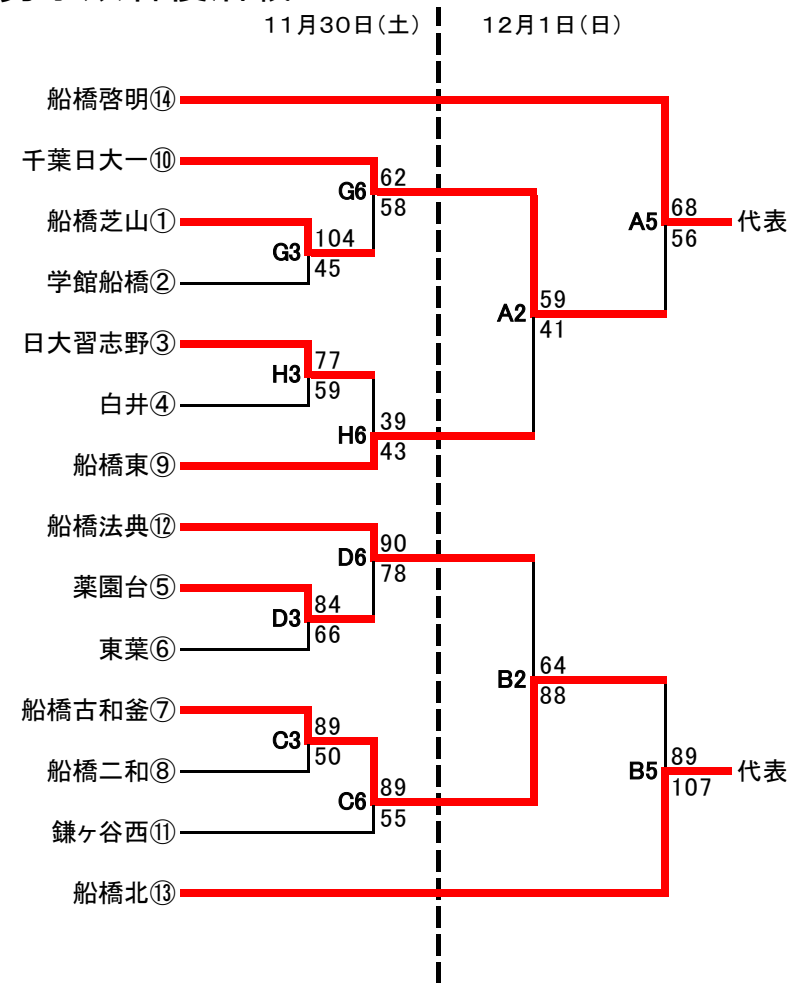 11月30日(土) 12月1日(日)
船橋啓明⑭
千葉日大一⑩
G6 62
58
船橋芝山①
68
A5 代表
56
G3 104
45
学館船橋②
A2 59
41
日大習志野③
H3 77
59
白井④
H6 39
43
船橋東⑨
船橋法典⑫
D6 90
78
薬園台⑤
D3 84
66
東葉⑥
B2 64
88
船橋古和釜⑦
C3 89
50
船橋二和⑧
89
B5 代表
107
C6 89
55
鎌ヶ谷西⑪
船橋北⑬